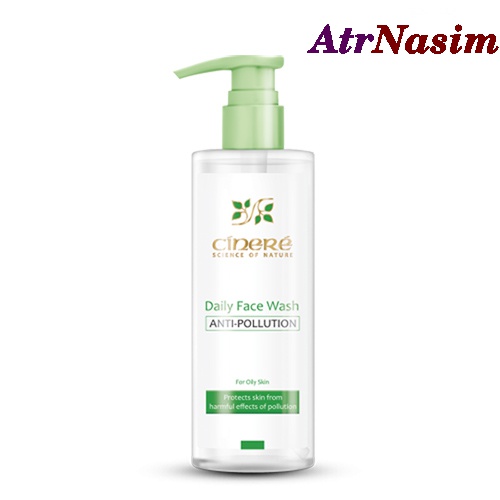 AtrNasim
cineré
SCIENCE OF NATURE
Daily Face Wash
ANTI-POLLUTION
For Oily Skin
Protects skin from
harmful effects of pollution